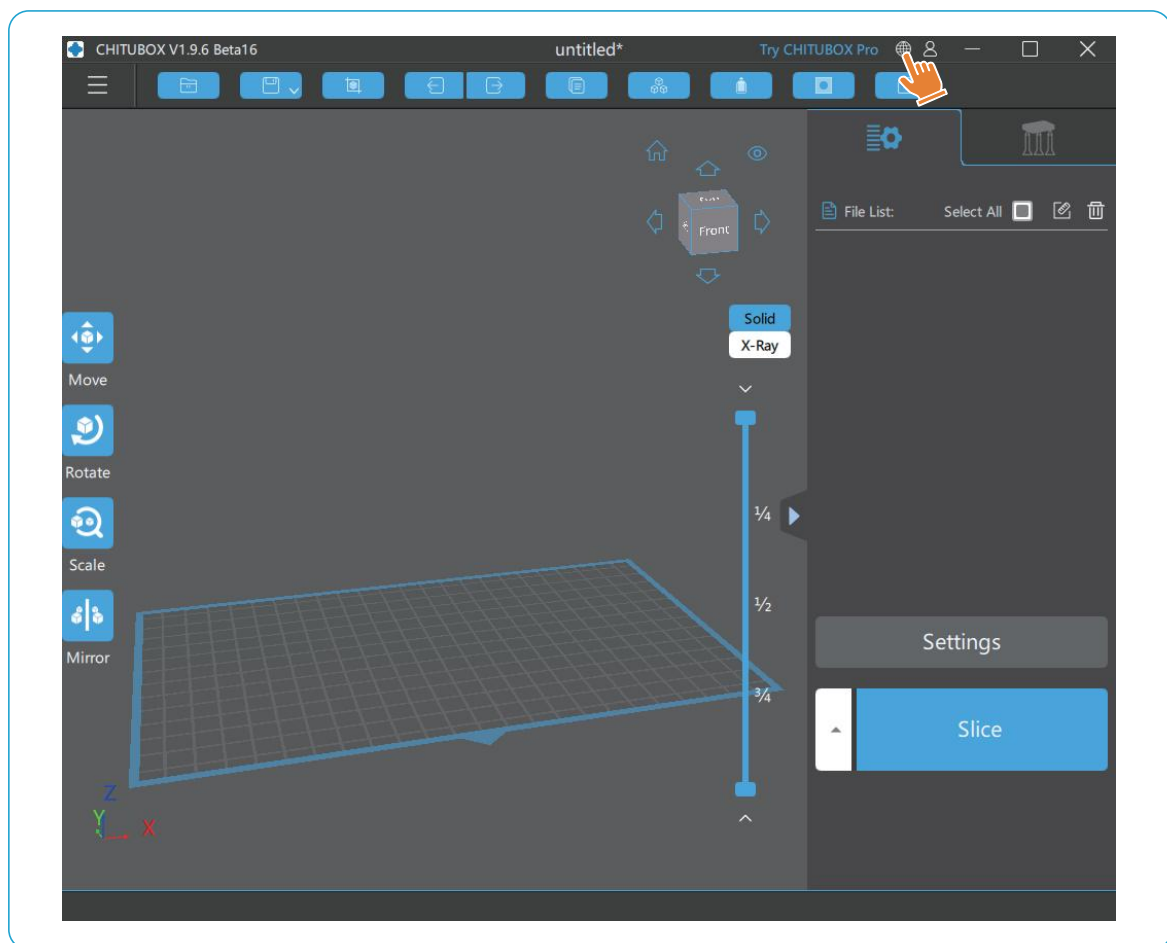 CHITUBOX V1.9.6 Beta16
untitled*
Try CHITUBOX Pro
File List:
Select All
Front
Solid
X-Ray
Move
Rotate
Scale
Mirror
¼
½
¾
Settings
Slice
Z
Y
X